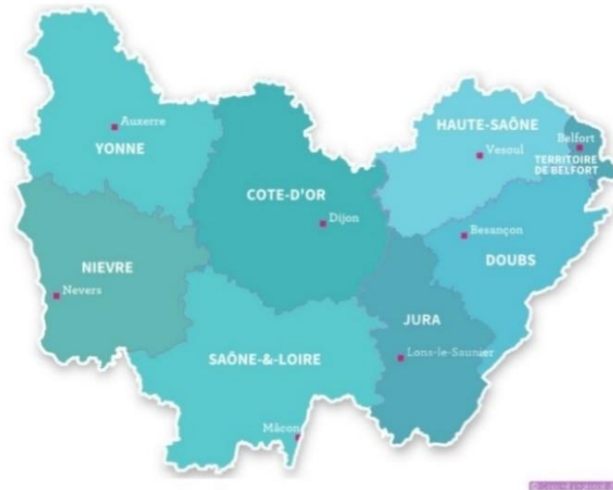 Auxerre
YONNE
HAUTE-SAÔNE
Belfort
Vesoul
TERRITOIRE
DE BELFORT
COTE-D'OR
Dijon
Besançon
DOUBS
NIEVRE
Nevers
JURA
SAÔNE-&-LOIRE
Lons-le-Saunier
Mâcon